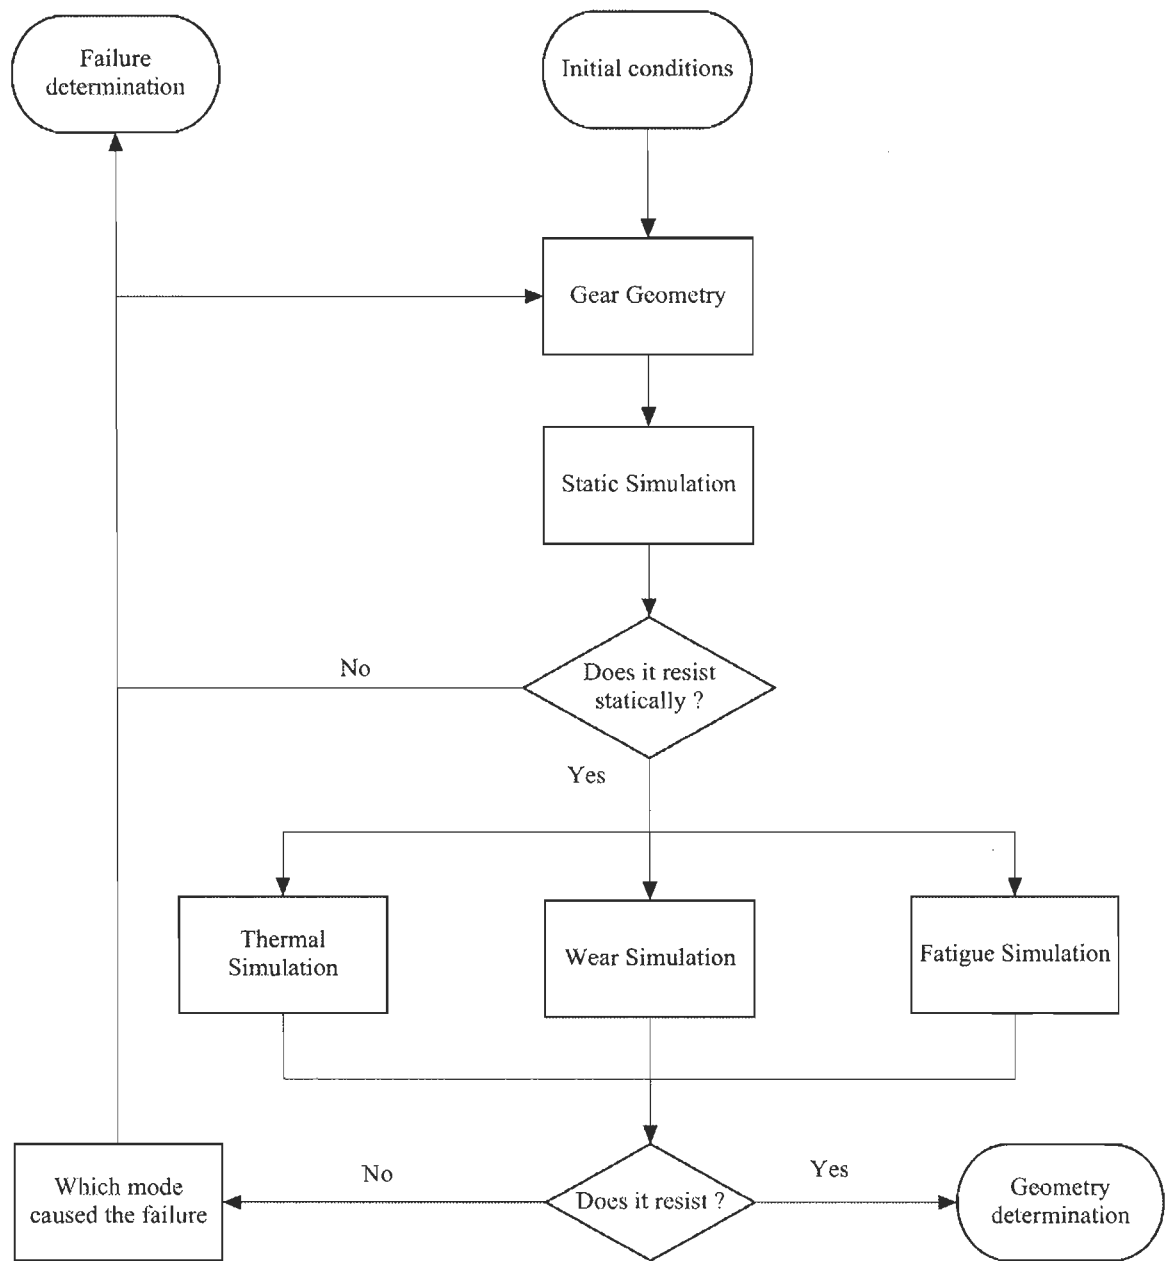 Failure
determination
Initial conditions
Gear Geometry
Static Simulation
No
Does it resist
statically ?
Yes
Thermal
Simulation
Wear Simulation
Fatigue Simulation
Which mode
caused the failure
No
Does it resist ?
Yes
Geometry
determination